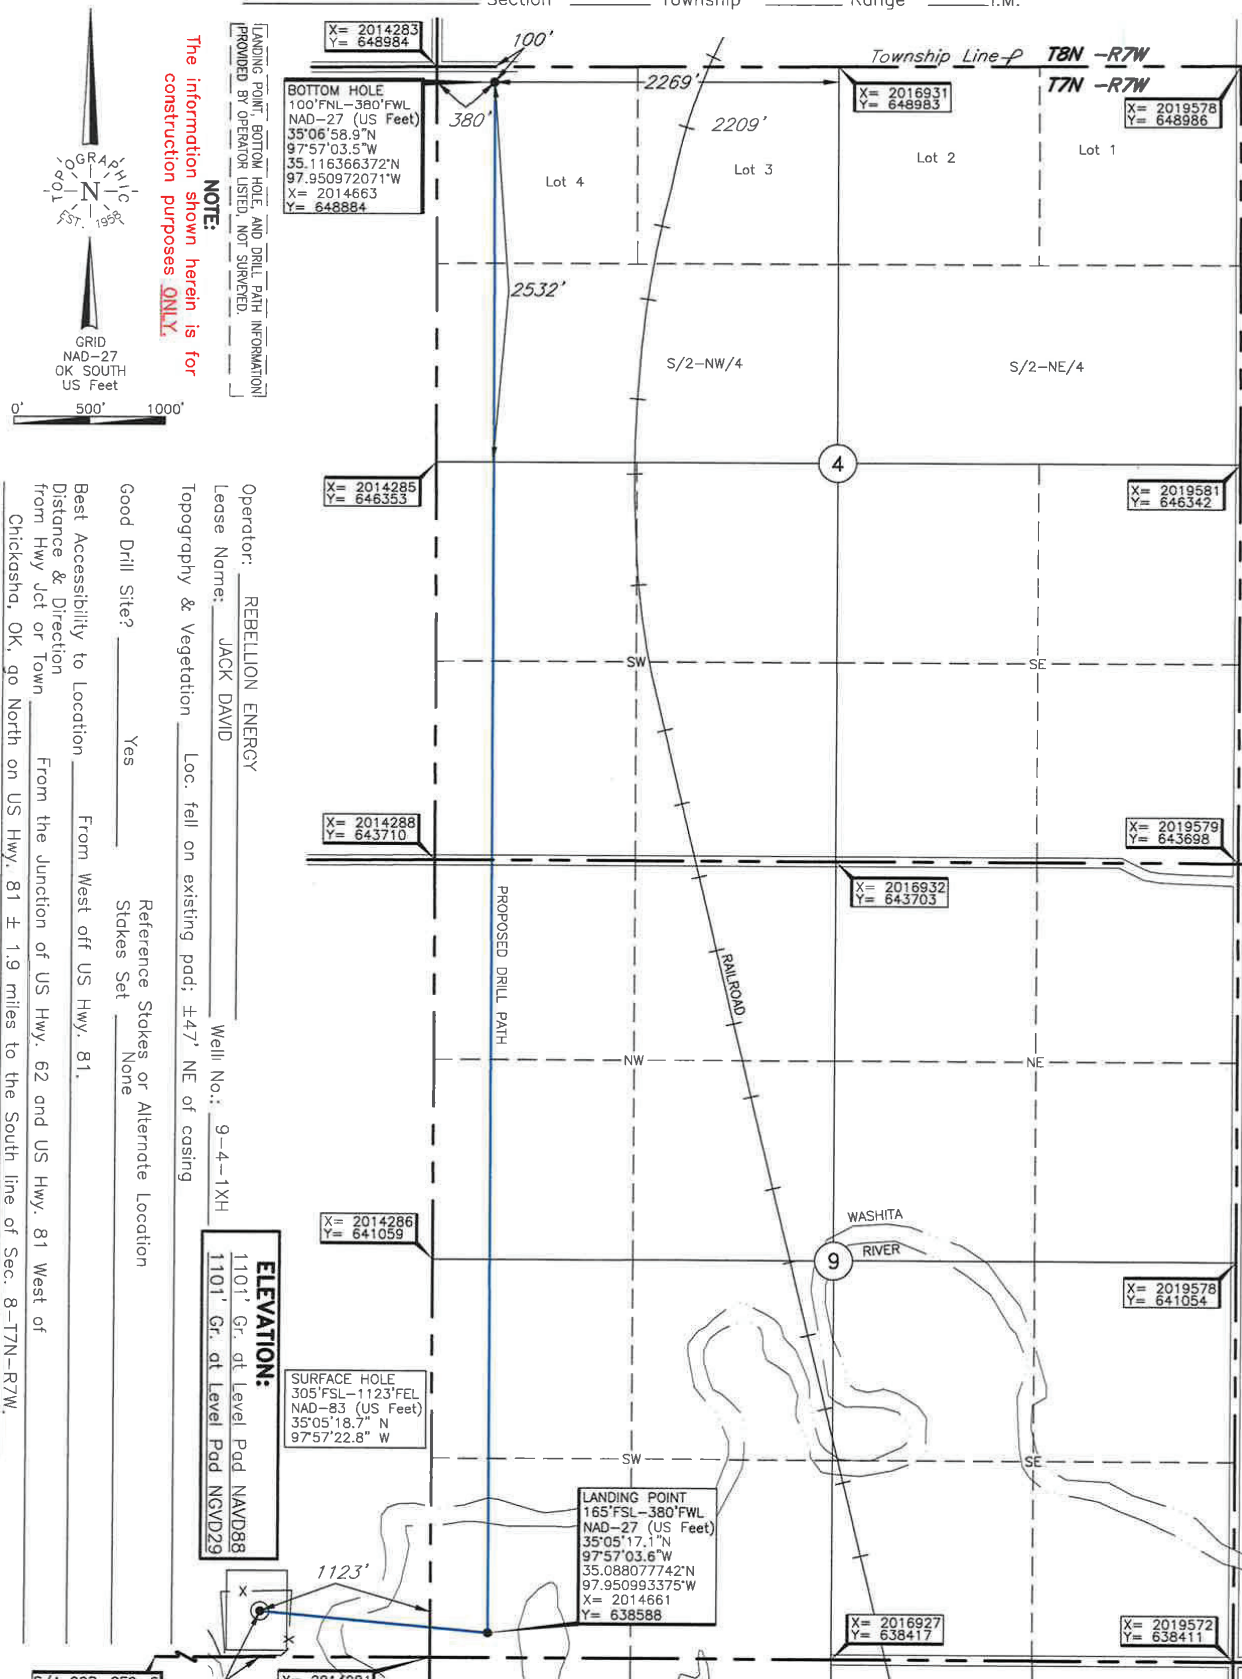 Section Township Range I.M.
X= 2014283
Y= 648984
100'
Township Line
T8N -R7W
T7N -R7W
BOTTOM HOLE
100'FNL-380'FWL
NAD-27 (US Feet)
35°06'58.9"N
97°57'03.5"W
35.116366372°N
97.950972071°W
X= 2014663
Y= 648884
380'
2269'
2209'
X= 2016931
Y= 648983
X= 2019578
Y= 648986
Lot 4
Lot 3
Lot 2
Lot 1
2532'
S/2-NW/4
S/2-NE/4
4
X= 2014285
Y= 646353
X= 2019581
Y= 646342
SW
SE
X= 2014288
Y= 643710
X= 2019579
Y= 643698
X= 2016932
Y= 643703
PROPOSED DRILL PATH
RAILROAD
NW
NE
X= 2014286
Y= 641059
WASHITA
RIVER
9
X= 2019578
Y= 641054
SURFACE HOLE
305'FSL-1123'FEL
NAD-83 (US Feet)
35°05'18.7" N
97°57'22.8" W
SW
SE
LANDING POINT
165'FSL-380'FWL
NAD-27 (US Feet)
35°05'17.1"N
97°57'03.6"W
35.088077742°N
97.950993375°W
X= 2014661
Y= 638588
1123'
X
X
X= 2016927
Y= 638417
X= 2019572
Y= 638411
TOPOGRAPHIC
N
EST. 1958
GRID
NAD-27
OK SOUTH
US Feet
0' 500' 1000'
LANDING POINT, BOTTOM HOLE, AND DRILL PATH INFORMATION
PROVIDED BY OPERATOR LISTED, NOT SURVEYED.
NOTE:
The information shown herein is for
construction purposes ONLY.
Operator: REBELLION ENERGY
Lease Name: JACK DAVID Well No.: 9-4-1XH
Topography & Vegetation Loc. fell on existing pad; ±47' NE of casing
Reference Stakes or Alternate Location
Good Drill Site? Yes Stakes Set None
Best Accessibility to Location From West off US Hwy. 81.
Distance & Direction
from Hwy Jct or Town From the Junction of US Hwy. 62 and US Hwy. 81 West of
Chickasha, OK, go North on US Hwy. 81 ± 1.9 miles to the South line of Sec. 8-T7N-R7W.
ELEVATION:
1101' Gr. at Level Pad NAVD88
1101' Gr. at Level Pad NGVD29